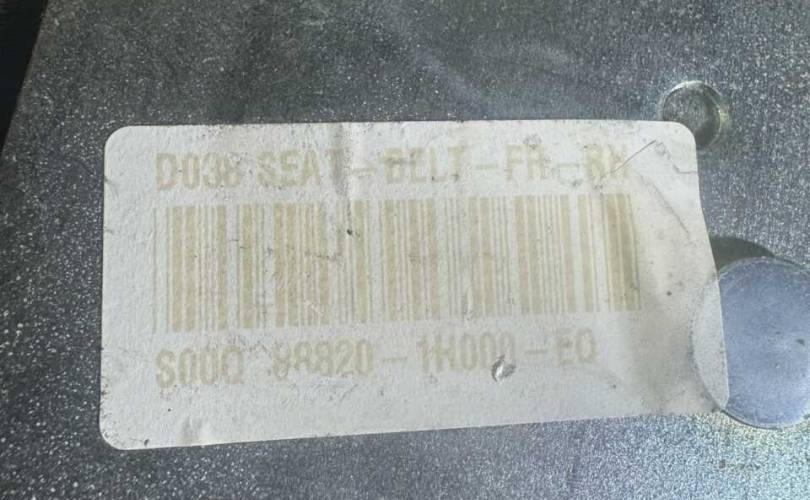 D038 SEAT-BELT-FR-RH
S00Q 88820-1H000-EQ